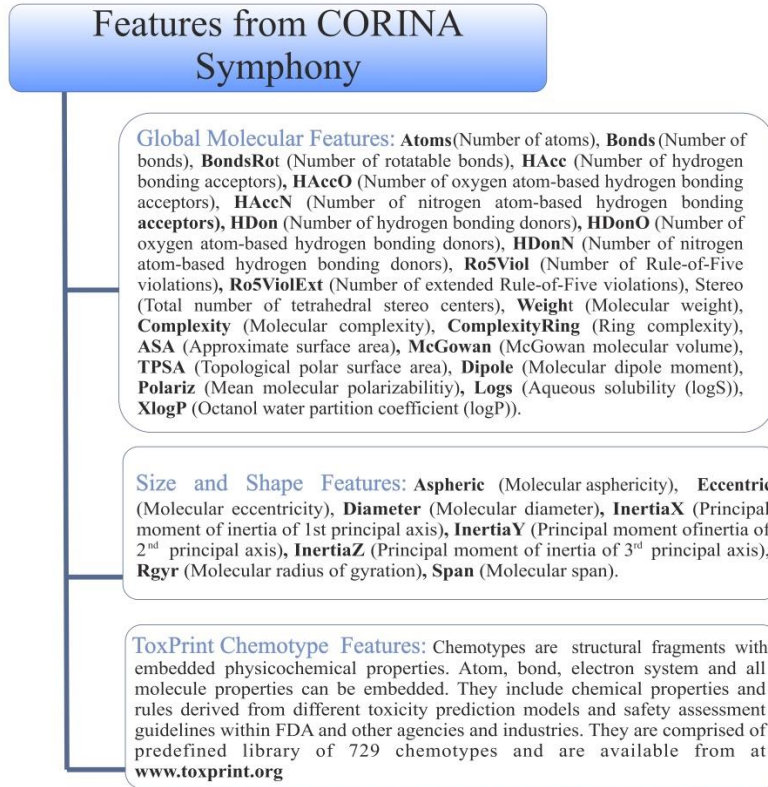 Features from CORINA
Symphony
Global Molecular Features: Atoms(Number of atoms), Bonds (Number of
bonds), BondsRot (Number of rotatable bonds), HAcc (Number of hydrogen
bonding acceptors), HAccO (Number of oxygen atom-based hydrogen bonding
acceptors), HAccN (Number of nitrogen atom-based hydrogen bonding
acceptors), HDon (Number of hydrogen bonding donors), HDonO (Number of
oxygen atom-based hydrogen bonding donors), HDonN (Number of nitrogen
atom-based hydrogen bonding donors), Ro5Viol (Number of Rule-of-Five
violations), Ro5ViolExt (Number of extended Rule-of-Five violations), Stereo
(Total number of tetrahedral stereo centers), Weight (Molecular weight),
Complexity (Molecular complexity), ComplexityRing (Ring complexity),
ASA (Approximate surface area), McGowan (McGowan molecular volume),
TPSA (Topological polar surface area), Dipole (Molecular dipole moment),
Polariz (Mean molecular polarizabilitiy), Logs (Aqueous solubility (logS)),
XlogP (Octanol water partition coefficient (logP)).
Size and Shape Features: Aspheric (Molecular asphericity), Eccentric
(Molecular eccentricity), Diameter (Molecular diameter), InertiaX (Principal
moment of inertia of 1st principal axis), InertiaY (Principal moment ofinertia of
2nd principal axis), InertiaZ (Principal moment of inertia of 3rd principal axis),
Rgyr (Molecular radius of gyration), Span (Molecular span).
ToxPrint Chemotype Features: Chemotypes are structural fragments with
embedded physicochemical properties. Atom, bond, electron system and all
molecule properties can be embedded. They include chemical properties and
rules derived from different toxicity prediction models and safety assessment
guidelines within FDA and other agencies and industries. They are comprised of
predefined library of 729 chemotypes and are available from at
www.toxprint.org